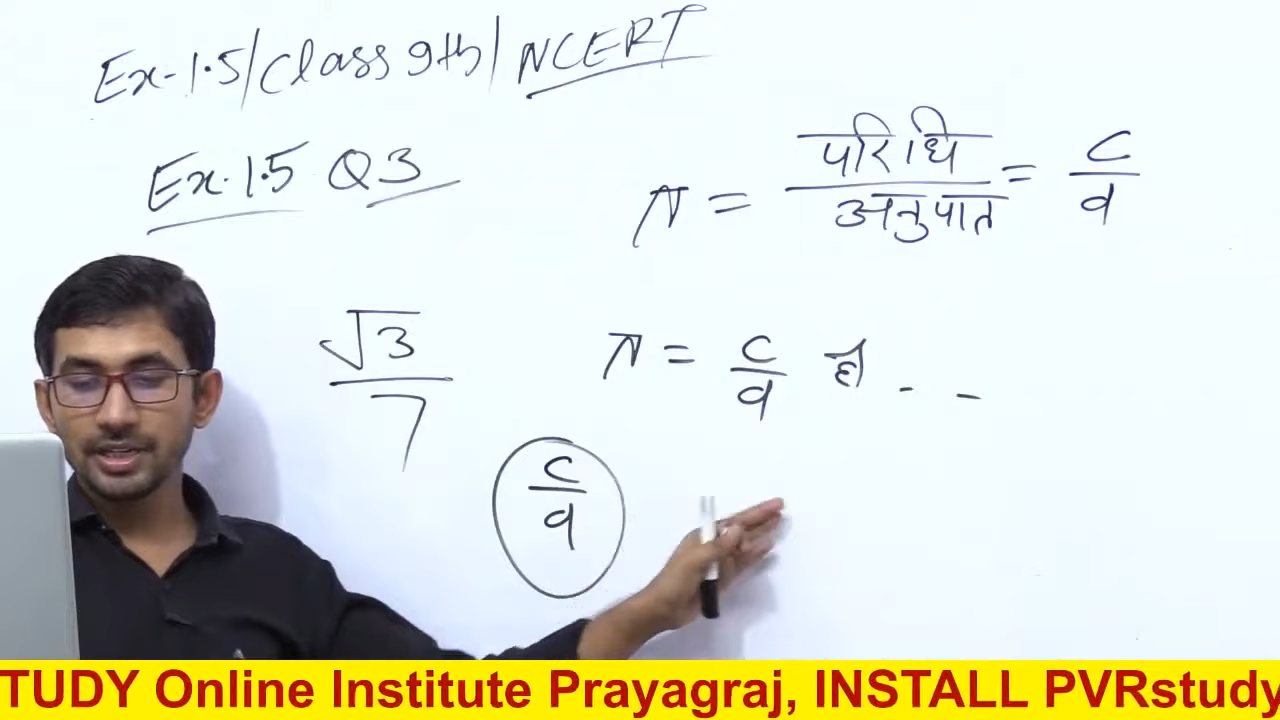 Ex-1.5/Class 9th/NCERT
Ex.1.5 Q3
π = परिधि/अनुपात = c/d
√3/7
π = c/d हो - -
c/d
TUDY Online Institute Prayagraj, INSTALL PVRstudy